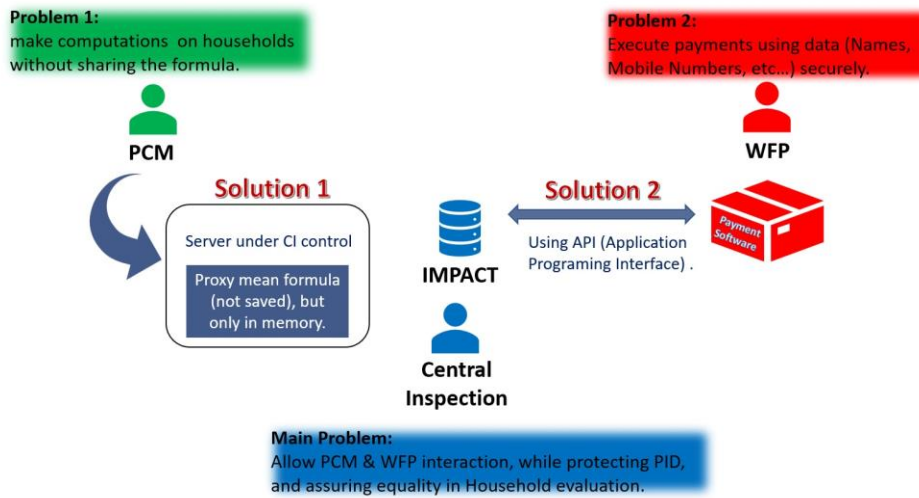 Problem 1:
make computations on households
without sharing the formula.
Problem 2:
Execute payments using data (Names,
Mobile Numbers, etc...) securely.
PCM
WFP
Solution 1
Solution 2
Server under CI control
Proxy mean formula
(not saved), but
only in memory.
IMPACT
Using API (Application
Programing Interface) .
Payment
Software
Central
Inspection
Main Problem:
Allow PCM & WFP interaction, while protecting PID,
and assuring equality in Household evaluation.